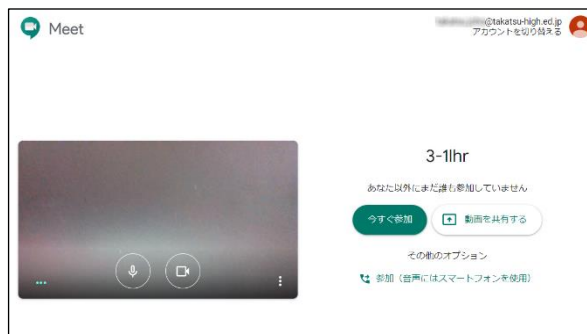 Meet
@takatsu-high.ed.jp
アカウントを切り替える
3-1lhr
あなた以外にまだ誰も参加していません
今すぐ参加
動画を共有する
その他のオプション
参加（音声にはスマートフォンを使用）